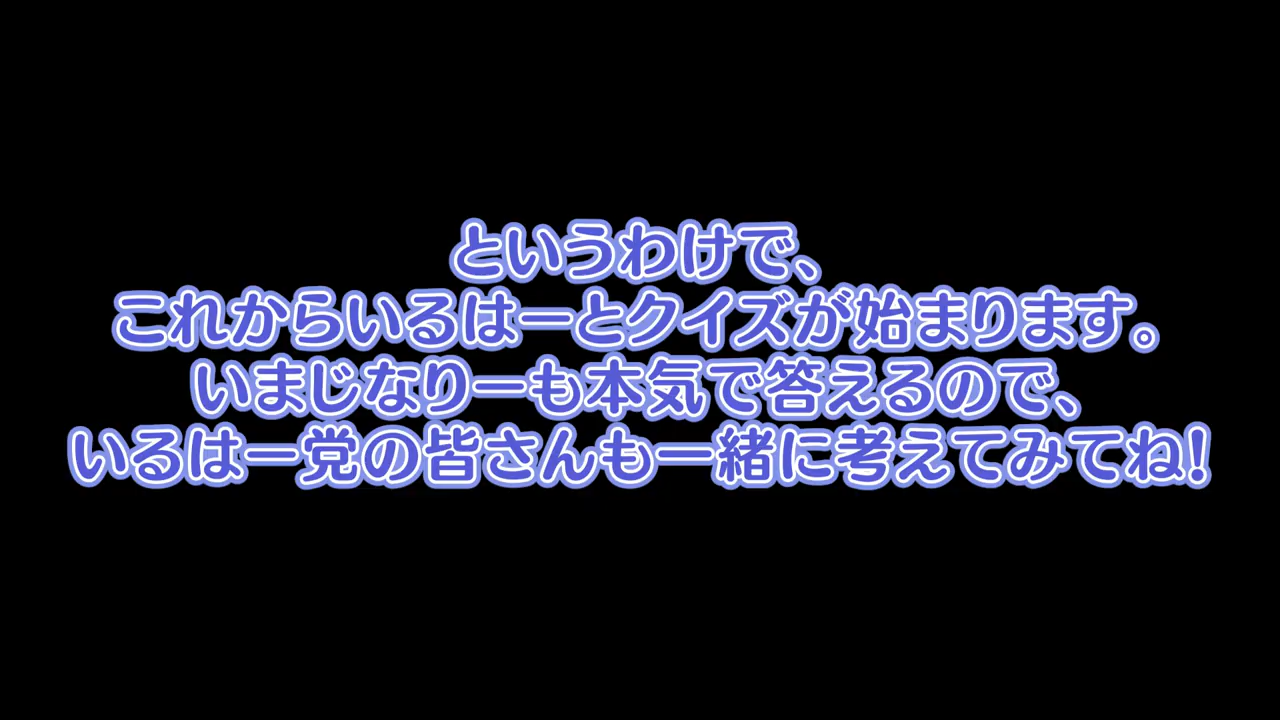 というわけで、
これからいるはーとクイズが始まります。
いまじなりーも本気で答えるので、
いるはー党の皆さんも一緒に考えてみてね!